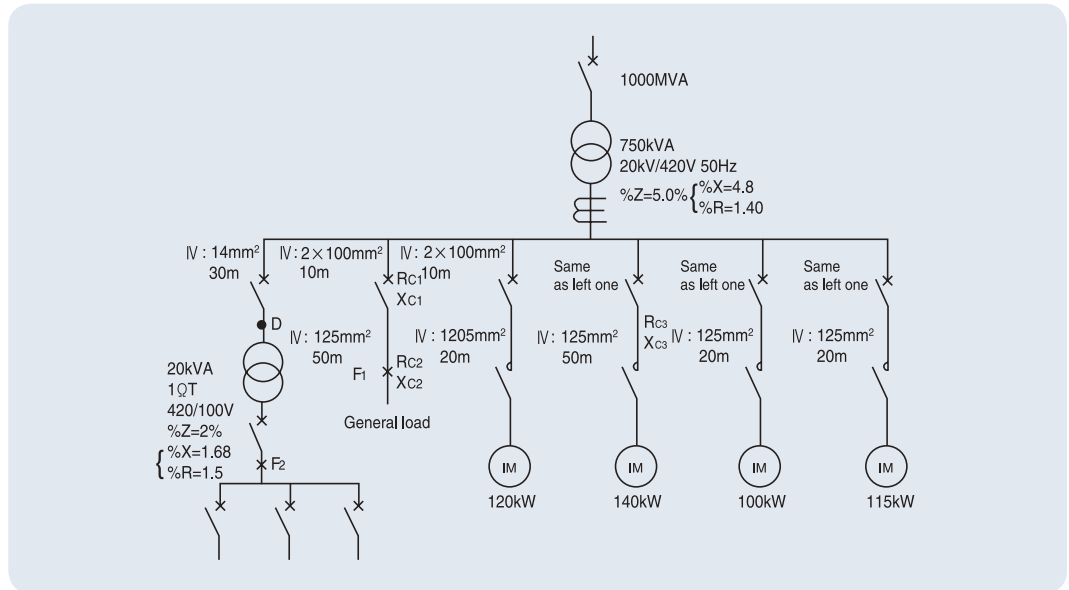 1000MVA
750kVA
20kV/420V 50Hz
%Z=5.0%
%X=4.8
%R=1.40
Ⅳ : 14mm²
30m
Ⅳ : 2×100mm²
10m
Ⅳ : 2×100mm²
10m
RC1
XC1
Same
as left one
Same
as left one
Same
as left one
D
Ⅳ : 125mm²
50m
F1
RC2
XC2
General load
Ⅳ : 1205mm²
20m
Ⅳ : 125mm²
50m
RC3
XC3
Ⅳ : 125mm²
20m
Ⅳ : 125mm²
20m
20kVA
1ΩT
420/100V
%Z=2%
%X=1.68
%R=1.5
F2
IM
120kW
IM
140kW
IM
100kW
IM
115kW